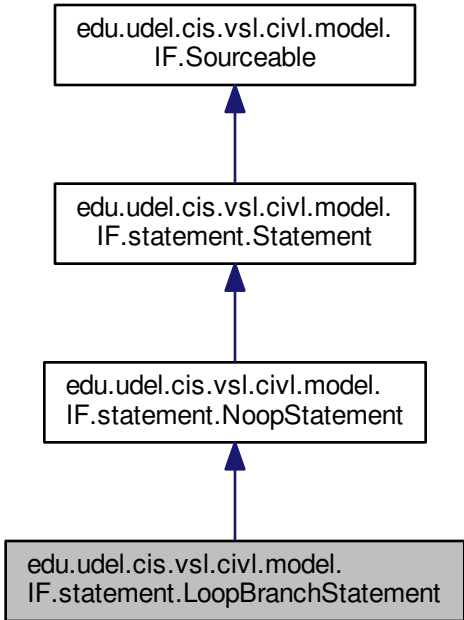 edu.udel.cis.vsl.civl.model.
IF.Sourceable
edu.udel.cis.vsl.civl.model.
IF.statement.Statement
edu.udel.cis.vsl.civl.model.
IF.statement.NoopStatement
edu.udel.cis.vsl.civl.model.
IF.statement.LoopBranchStatement